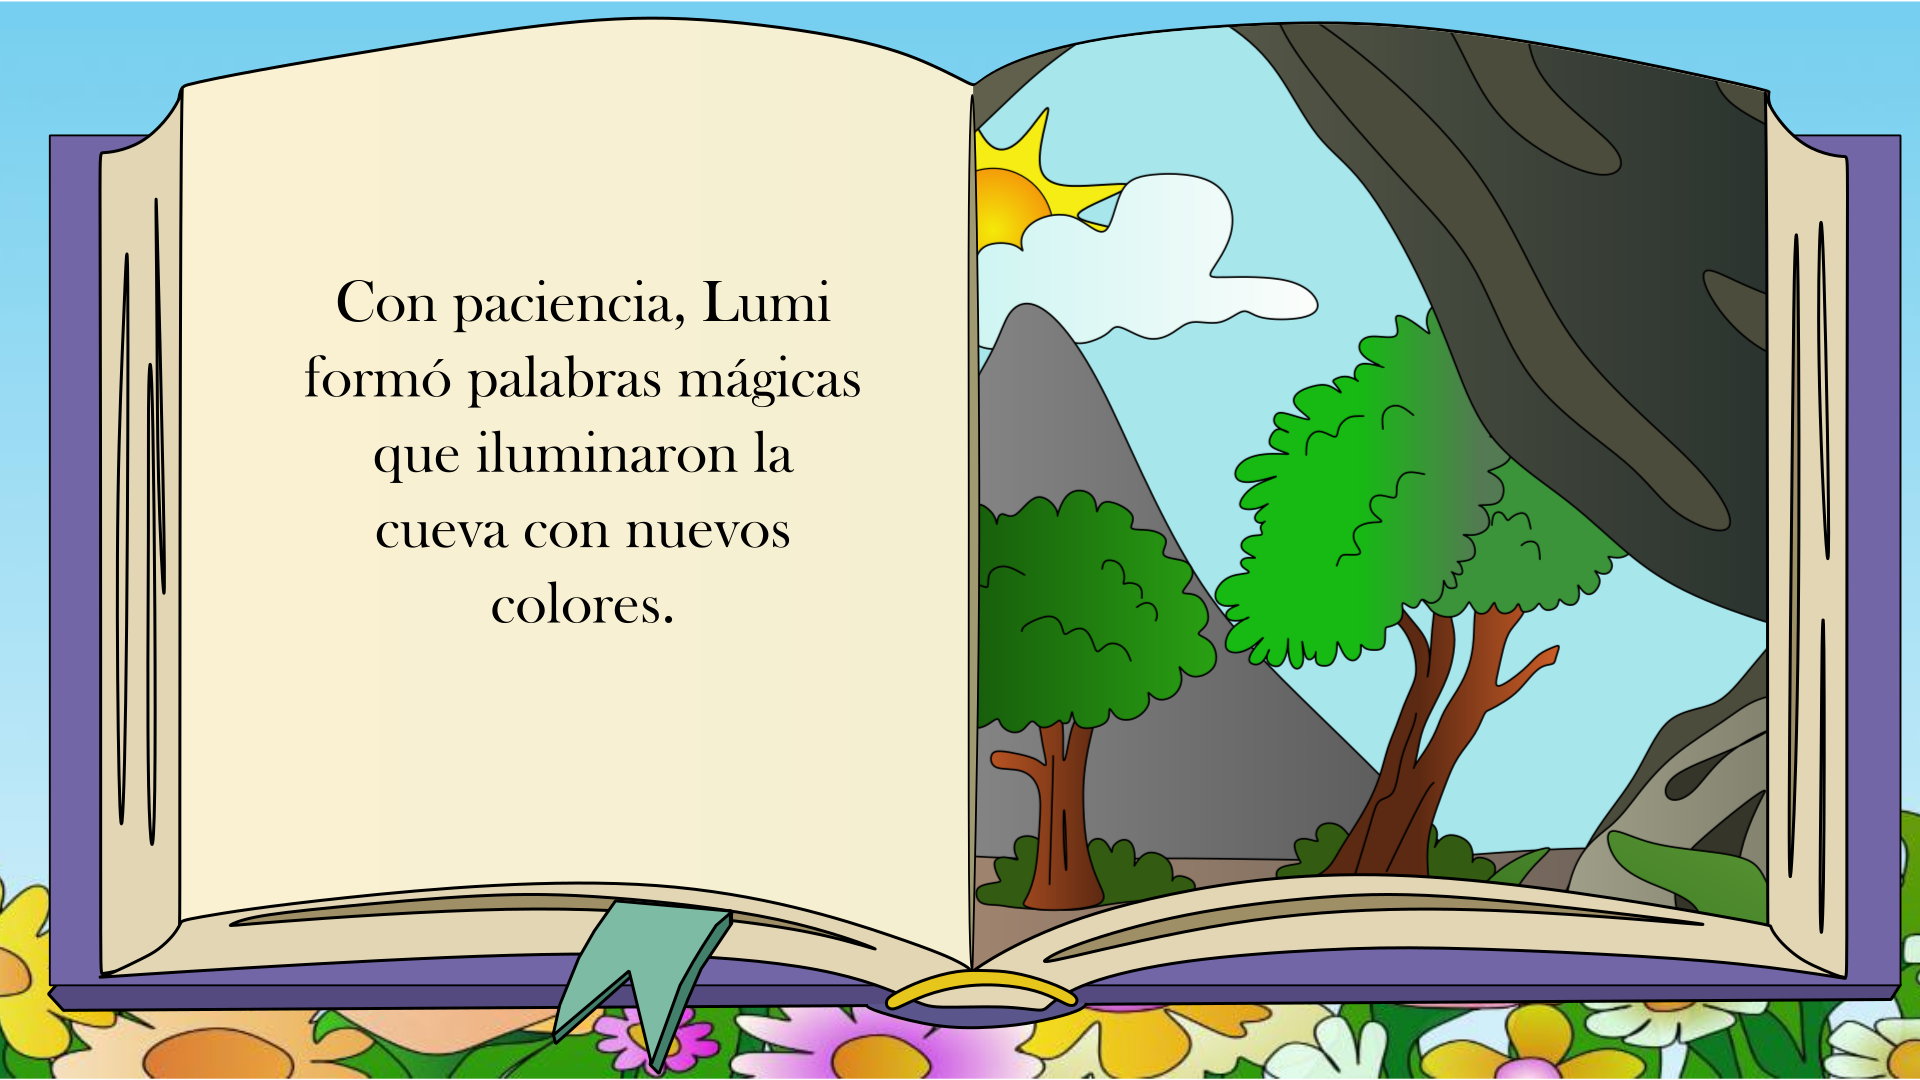 Con paciencia, Lumi
formó palabras mágicas
que iluminaron la
cueva con nuevos
colores.